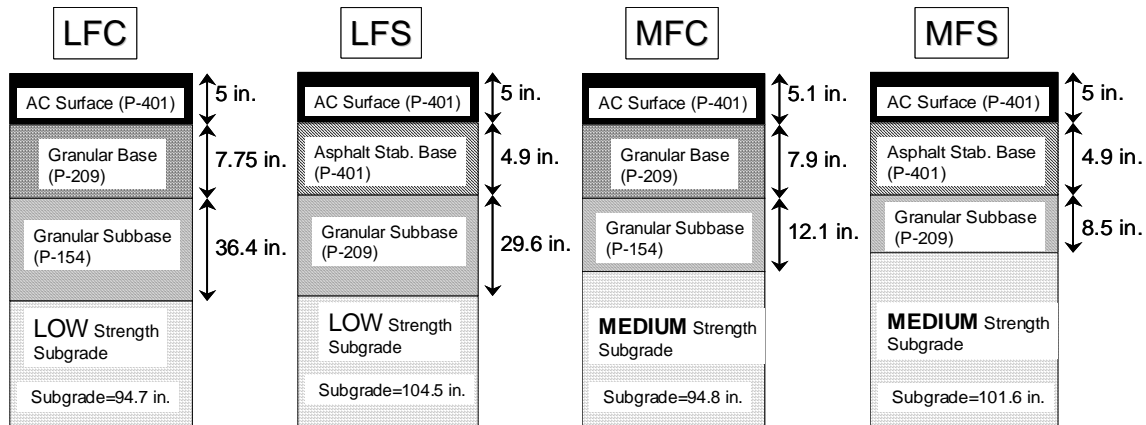 LFC
AC Surface (P-401)
5 in.
Granular Base
(P-209)
7.75 in.
Granular Subbase
(P-154)
36.4 in.
LOW Strength
Subgrade
Subgrade=94.7 in.
LFS
AC Surface (P-401)
5 in.
Asphalt Stab. Base
(P-401)
4.9 in.
Granular Subbase
(P-209)
29.6 in.
LOW Strength
Subgrade
Subgrade=104.5 in.
MFC
AC Surface (P-401)
5.1 in.
Granular Base
(P-209)
7.9 in.
Granular Subbase
(P-154)
12.1 in.
MEDIUM Strength
Subgrade
Subgrade=94.8 in.
MFS
AC Surface (P-401)
5 in.
Asphalt Stab. Base
(P-401)
4.9 in.
Granular Subbase
(P-209)
8.5 in.
MEDIUM Strength
Subgrade
Subgrade=101.6 in.